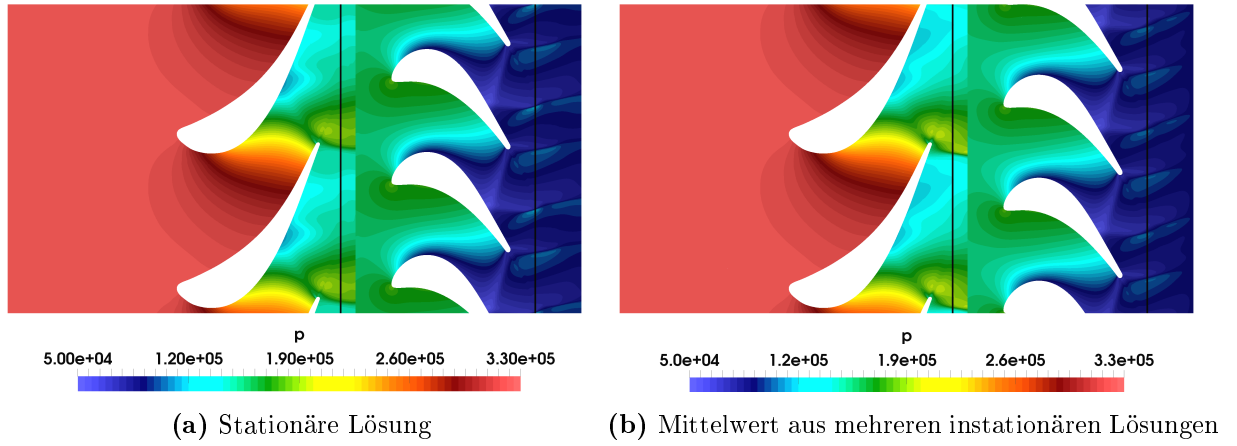 p
5.00e+04 1.20e+05 1.90e+05 2.60e+05 3.30e+05
(a) Stationäre Lösung
p
5.0e+04 1.2e+05 1.9e+05 2.6e+05 3.3e+05
(b) Mittelwert aus mehreren instationären Lösungen